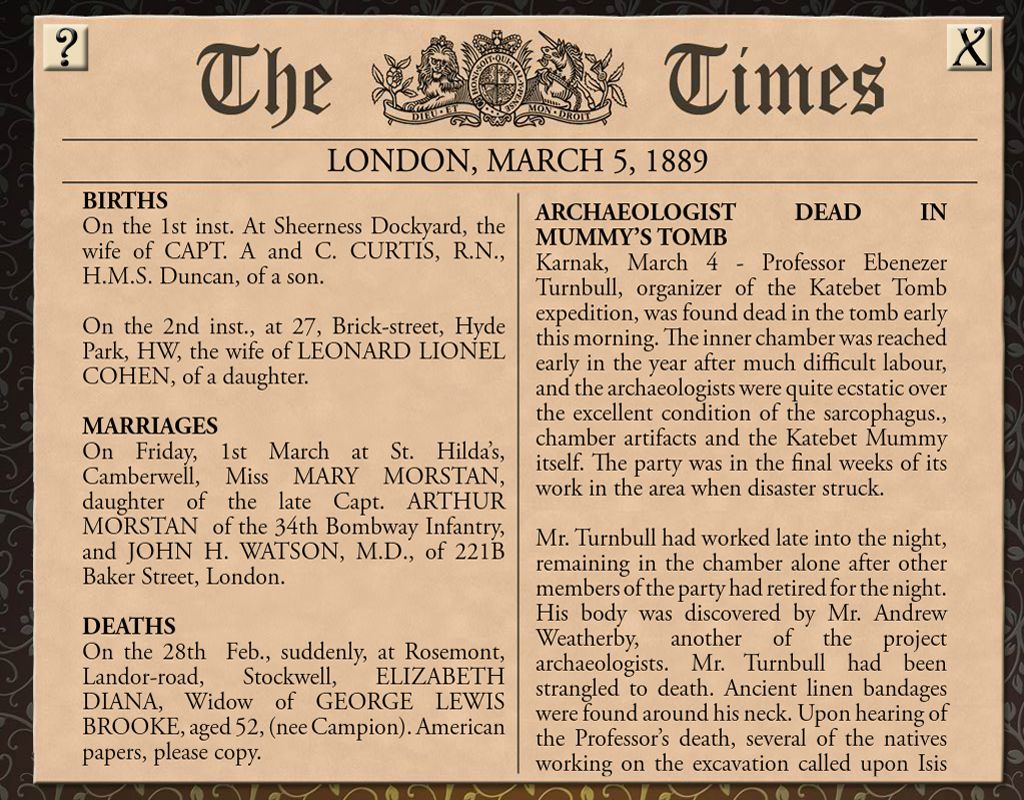 ?
X
The Times
HONI·SOIT·QUI·MAL·Y·PENSE
DIEU · ET MON · DROIT
LONDON, MARCH 5, 1889
BIRTHS
On the 1st inst. At Sheerness Dockyard, the
wife of CAPT. A and C. CURTIS, R.N.,
H.M.S. Duncan, of a son.
On the 2nd inst., at 27, Brick-street, Hyde
Park, HW, the wife of LEONARD LIONEL
COHEN, of a daughter.
MARRIAGES
On Friday, 1st March at St. Hilda's,
Camberwell, Miss MARY MORSTAN,
daughter of the late Capt. ARTHUR
MORSTAN of the 34th Bombway Infantry,
and JOHN H. WATSON, M.D., of 221B
Baker Street, London.
DEATHS
On the 28th Feb., suddenly, at Rosemont,
Landor-road, Stockwell, ELIZABETH
DIANA, Widow of GEORGE LEWIS
BROOKE, aged 52, (nee Campion). American
papers, please copy.
ARCHAEOLOGIST DEAD IN
MUMMY'S TOMB
Karnak, March 4 - Professor Ebenezer
Turnbull, organizer of the Katebet Tomb
expedition, was found dead in the tomb early
this morning. The inner chamber was reached
early in the year after much difficult labour,
and the archaeologists were quite ecstatic over
the excellent condition of the sarcophagus.,
chamber artifacts and the Katebet Mummy
itself. The party was in the final weeks of its
work in the area when disaster struck.
Mr. Turnbull had worked late into the night,
remaining in the chamber alone after other
members of the party had retired for the night.
His body was discovered by Mr. Andrew
Weatherby, another of the project
archaeologists. Mr. Turnbull had been
strangled to death. Ancient linen bandages
were found around his neck. Upon hearing of
the Professor's death, several of the natives
working on the excavation called upon Isis